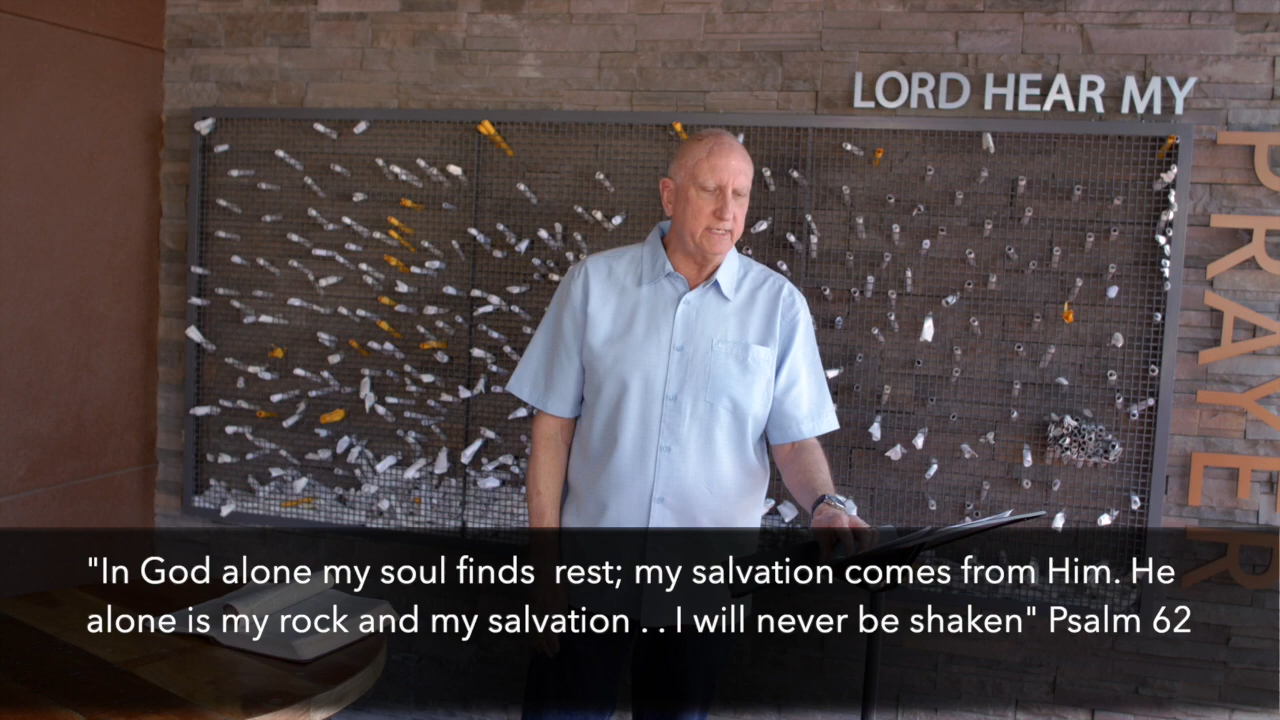 LORD HEAR MY
PRAYER
"In God alone my soul finds  rest; my salvation comes from Him. He
alone is my rock and my salvation . . I will never be shaken" Psalm 62